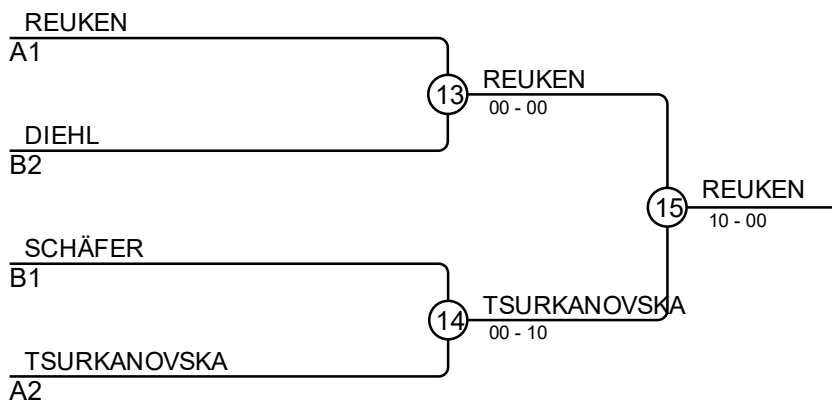 REUKEN
A1
13
REUKEN
00 - 00
DIEHL
B2
15
REUKEN
10 - 00
SCHÄFER
B1
14
TSURKANOVSKA
00 - 10
TSURKANOVSKA
A2